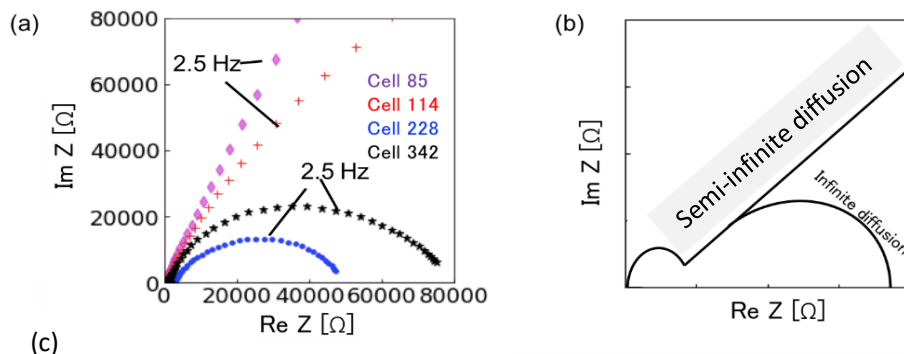 (a)
80000
60000
40000
20000
0
Im Z [Ω]
2.5 Hz
Cell 85
Cell 114
Cell 228
Cell 342
2.5 Hz
0
20000
40000
60000
80000
Re Z [Ω]
(b)
Im Z [Ω]
Semi-infinite diffusion
Infinite diffusion
Re Z [Ω]
(c)